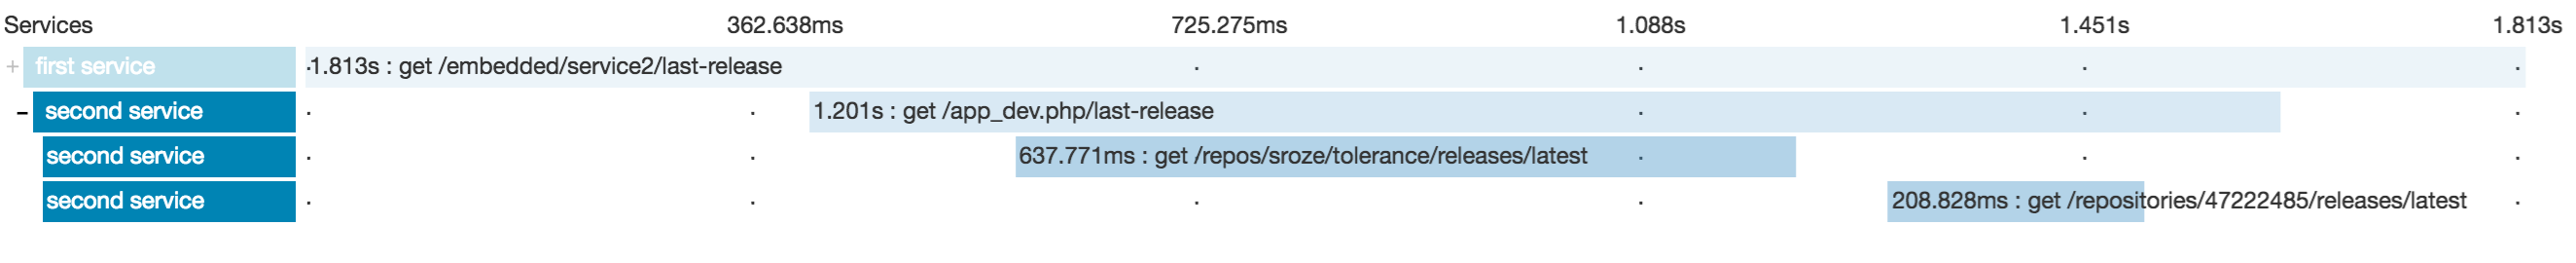 Services 362.638ms 725.275ms 1.088s 1.451s 1.813s
+ first service 1.813s : get /embedded/service2/last-release
- second service 1.201s : get /app_dev.php/last-release
second service 637.771ms : get /repos/sroze/tolerance/releases/latest
second service 208.828ms : get /repositories/47222485/releases/latest